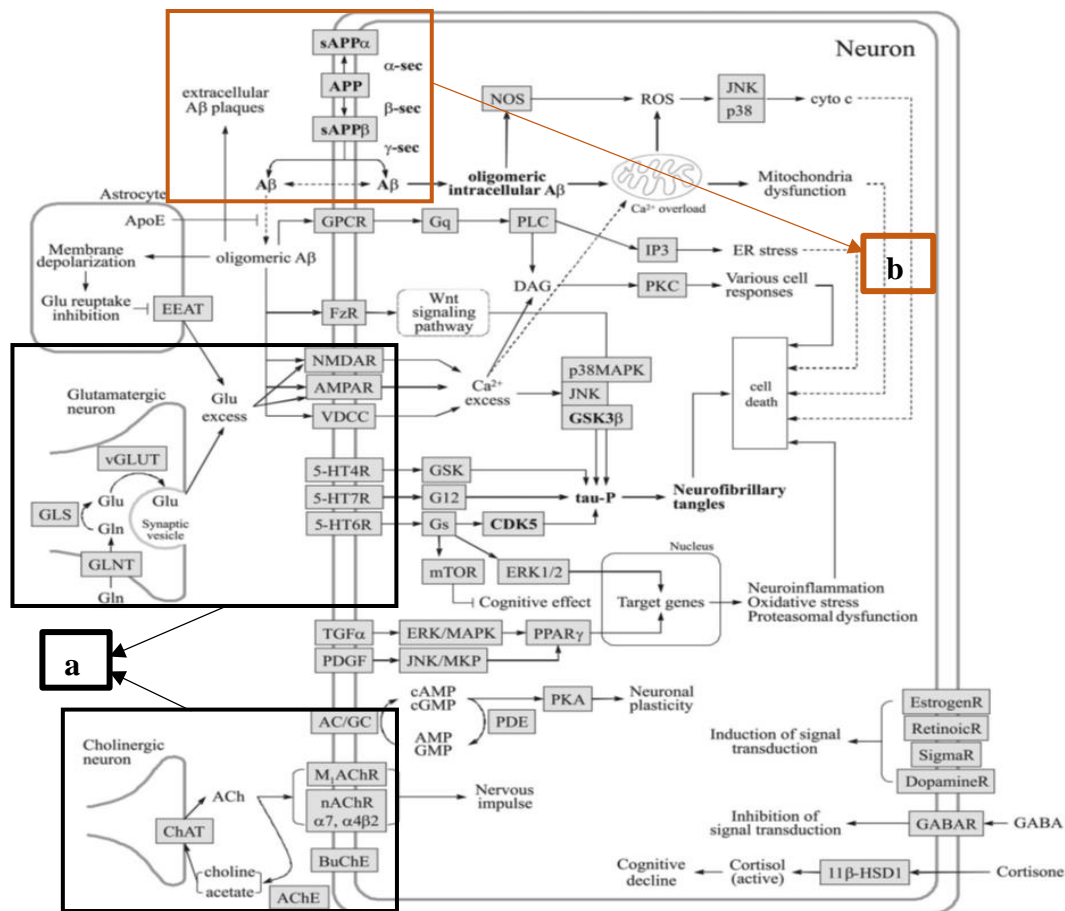 Neuron
sAPPα
α-sec
APP
β-sec
sAPPβ
γ-sec
Aβ
Aβ
extracellular
Aβ plaques
NOS
ROS
JNK
p38
cyto c
oligomeric
intracellular Aβ
Ca²⁺ overload
Mitochondria
dysfunction
Astrocyte
ApoE
Membrane
depolarization
Glu reuptake
inhibition
EEAT
oligomeric Aβ
GPCR
Gq
PLC
IP3
ER stress
b
DAG
PKC
Various cell
responses
FzR
Wnt
signaling
pathway
NMDAR
AMPAR
VDCC
Ca²⁺
excess
p38MAPK
JNK
GSK3β
cell
death
Glutamatergic
neuron
Glu
excess
vGLUT
Glu
Glu
GLS
Gln
Synaptic
vesicle
GLNT
Gln
5-HT4R
GSK
5-HT7R
G12
tau-P
Neurofibrillary
tangles
5-HT6R
Gs
CDK5
mTOR
ERK1/2
Cognitive effect
Nucleus
Target genes
Neuroinflammation
Oxidative stress
Proteasomal dysfunction
a
TGFα
ERK/MAPK
PPARγ
PDGF
JNK/MKP
AC/GC
cAMP
cGMP
AMP
GMP
PDE
PKA
Neuronal
plasticity
Cholinergic
neuron
ACh
ChAT
choline
acetate
AChE
M₁AChR
nAChR
α7, α4β2
BuChE
Nervous
impulse
Induction of signal
transduction
EstrogenR
RetinoicR
SigmaR
DopamineR
Inhibition of
signal transduction
GABAR
GABA
Cognitive
decline
Cortisol
(active)
11β-HSD1
Cortisone